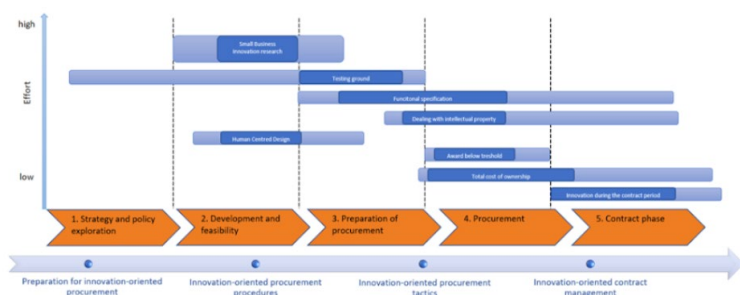 high
Small Business
Innovation research
Testing ground
Functional specification
Effort
Dealing with intellectual property
Human Centred Design
Award below treshold
low
Total cost of ownership
Innovation during the contract period
1. Strategy and policy
exploration
2. Development and
feasibility
3. Preparation of
procurement
4. Procurement
5. Contract phase
Preparation for innovation-oriented
procurement
Innovation-oriented procurement
procedures
Innovation-oriented procurement
tactics
Innovation-oriented contract
management